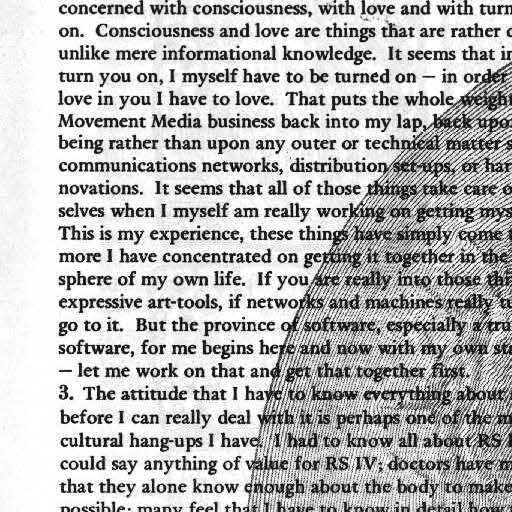 concerned with consciousness, with love and with turn
on. Consciousness and love are things that are rather
unlike mere informational knowledge. It seems that in
turn you on, I myself have to be turned on — in order
love in you I have to love. That puts the whole weight
Movement Media business back into my lap, back upo
being rather than upon any outer or technical matter s
communications networks, distribution set-ups, or har
novations. It seems that all of those things take care o
selves when I myself am really working on getting mys
This is my experience, these things have simply come
more I have concentrated on getting it together in the
sphere of my own life. If you are really into those thi
expressive art-tools, if networks and machines really tu
go to it. But the province of software, especially a tru
software, for me begins here and now with my own sta
— let me work on that and get that together first.
3. The attitude that I have to know everything about
before I can really deal with it is perhaps one of the m
cultural hang-ups I have. I had to know all about RS I
could say anything of value for RS IV; doctors have m
that they alone know enough about the body to make
possible; many feel that I have to know in detail how